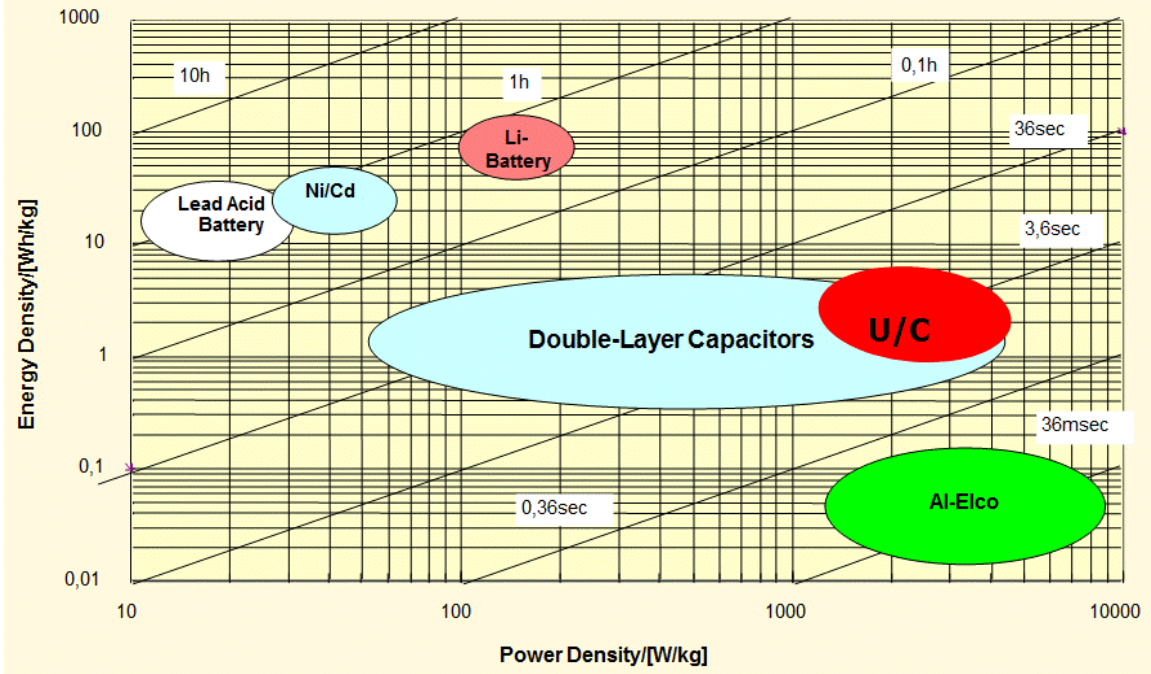 1000
100
10
1
0,1
0,01
Energy Density/[Wh/kg]
10h
1h
0,1h
36sec
3,6sec
36msec
0,36sec
Li-
Battery
Ni/Cd
Lead Acid
Battery
Double-Layer Capacitors
U/C
Al-Elco
10
100
1000
10000
Power Density/[W/kg]